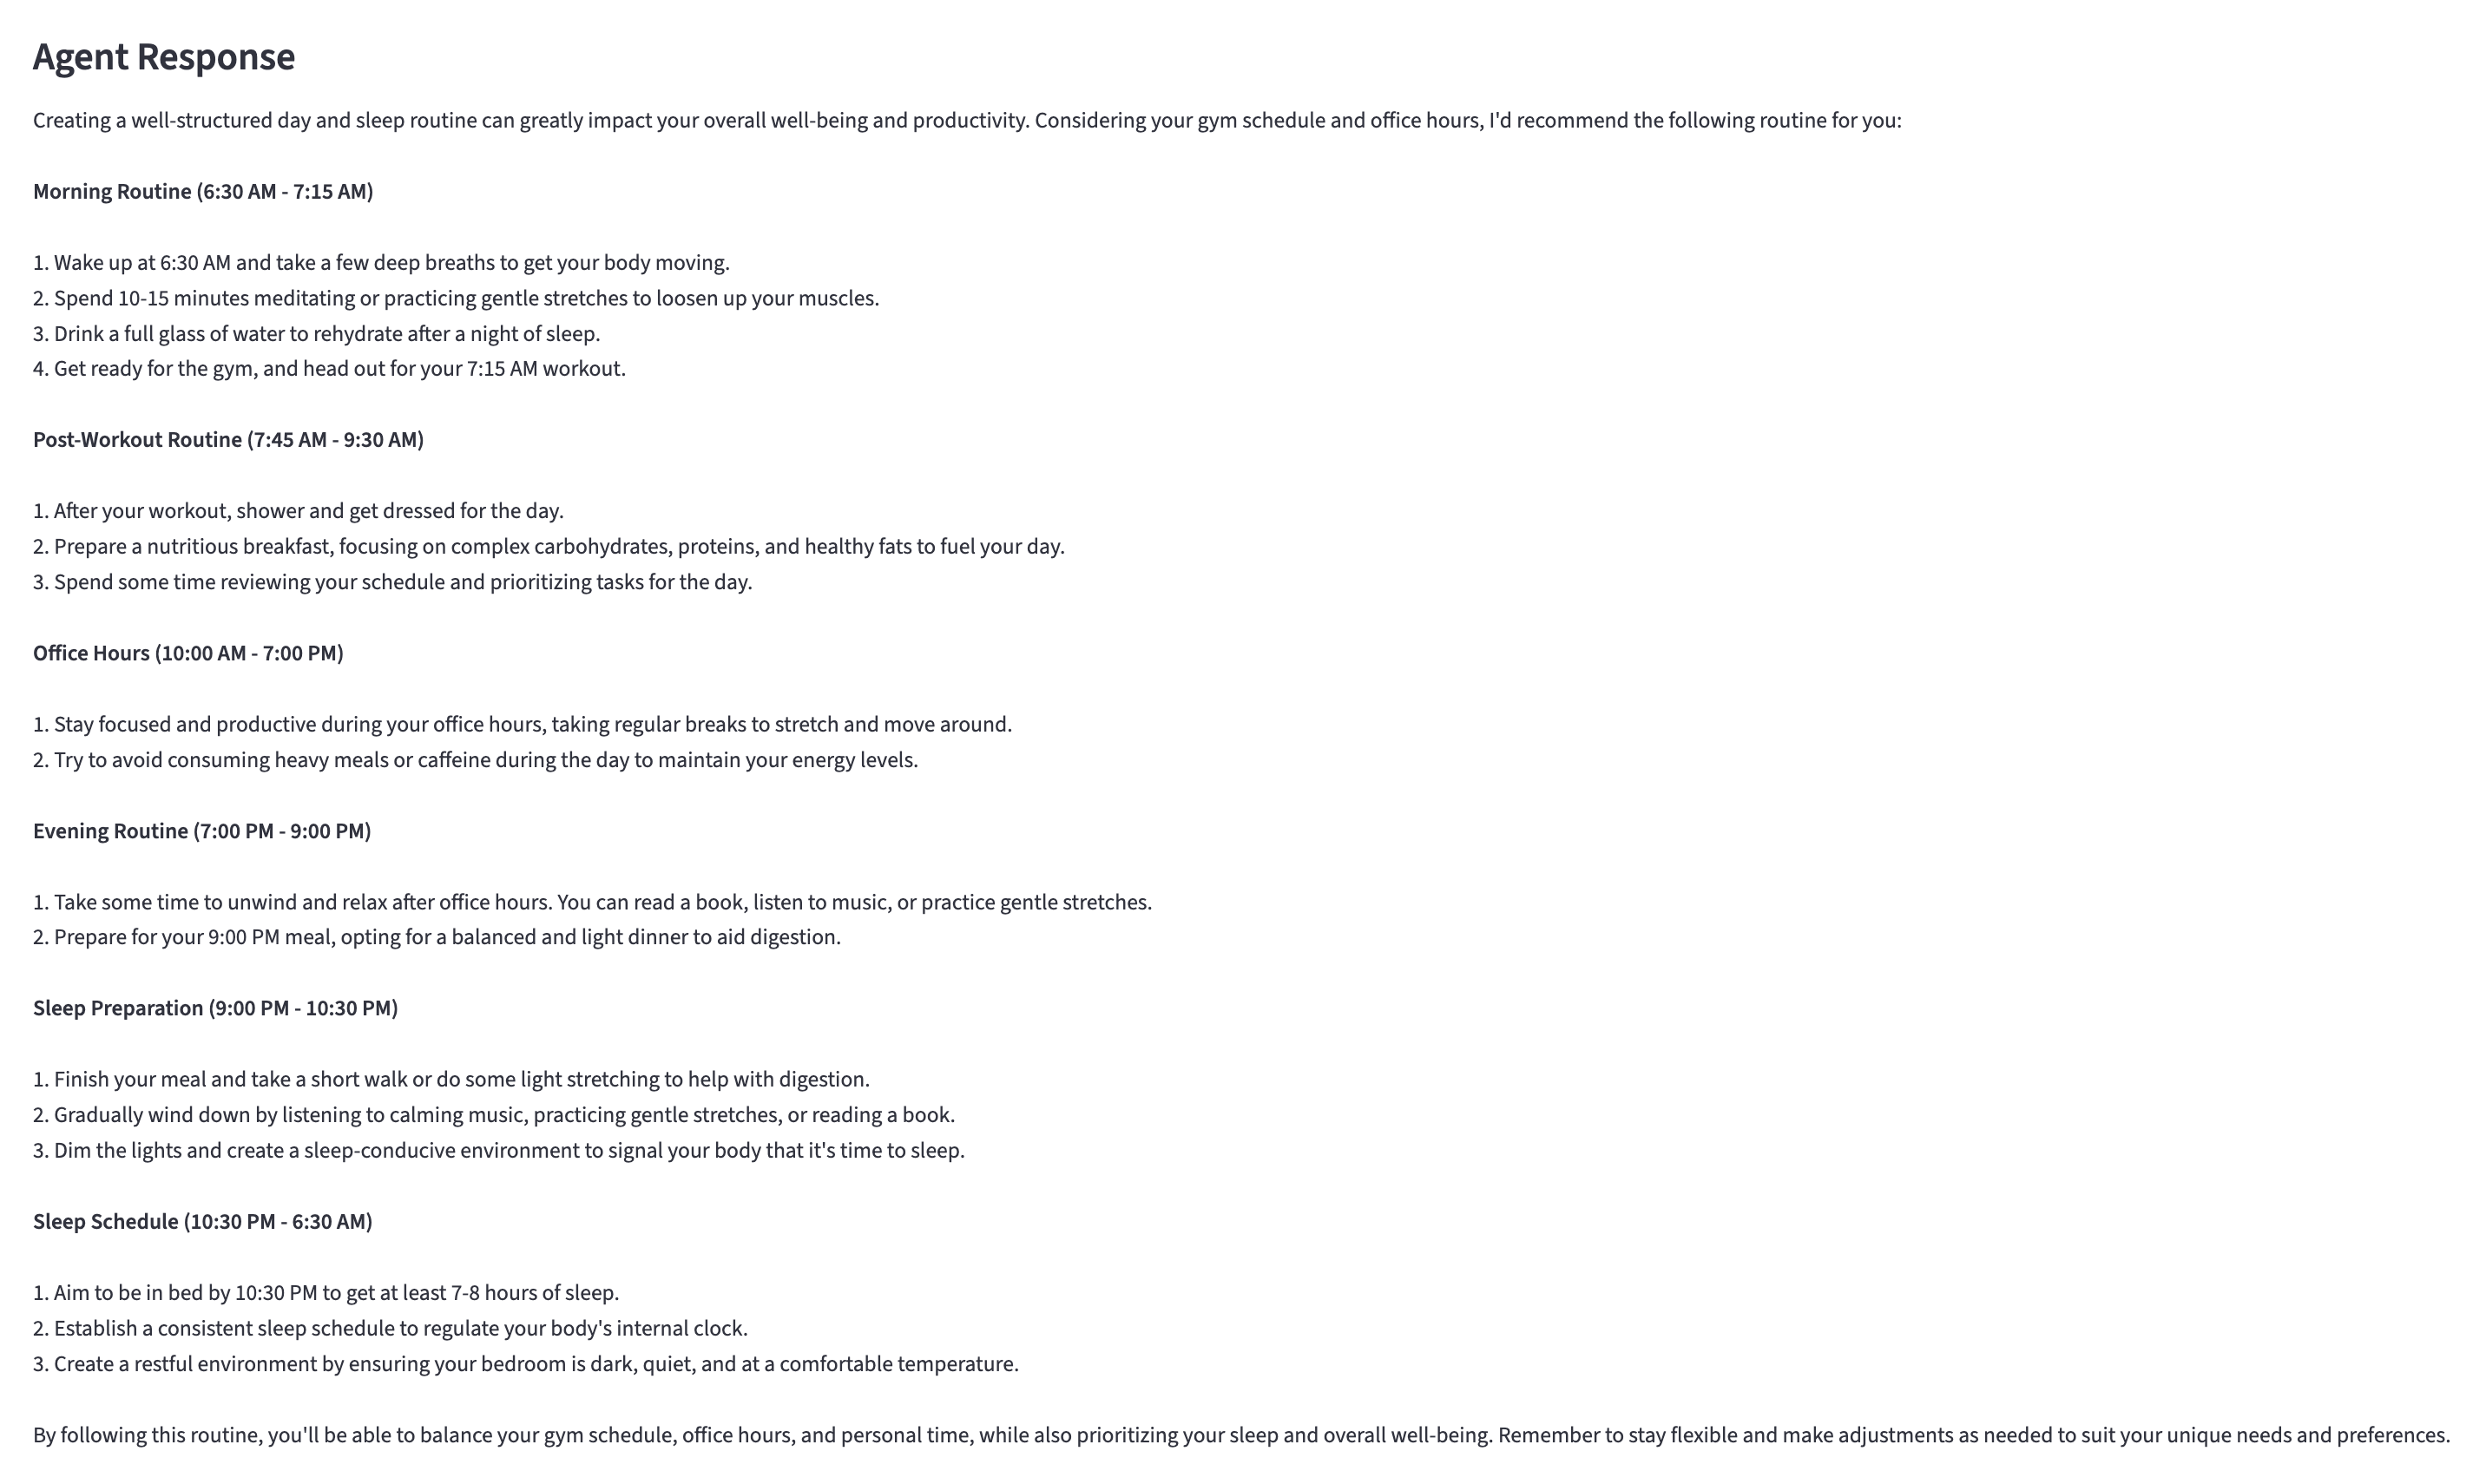 Agent Response
Creating a well-structured day and sleep routine can greatly impact your overall well-being and productivity. Considering your gym schedule and office hours, I'd recommend the following routine for you:
Morning Routine (6:30 AM - 7:15 AM)
1. Wake up at 6:30 AM and take a few deep breaths to get your body moving.
2. Spend 10-15 minutes meditating or practicing gentle stretches to loosen up your muscles.
3. Drink a full glass of water to rehydrate after a night of sleep.
4. Get ready for the gym, and head out for your 7:15 AM workout.
Post-Workout Routine (7:45 AM - 9:30 AM)
1. After your workout, shower and get dressed for the day.
2. Prepare a nutritious breakfast, focusing on complex carbohydrates, proteins, and healthy fats to fuel your day.
3. Spend some time reviewing your schedule and prioritizing tasks for the day.
Office Hours (10:00 AM - 7:00 PM)
1. Stay focused and productive during your office hours, taking regular breaks to stretch and move around.
2. Try to avoid consuming heavy meals or caffeine during the day to maintain your energy levels.
Evening Routine (7:00 PM - 9:00 PM)
1. Take some time to unwind and relax after office hours. You can read a book, listen to music, or practice gentle stretches.
2. Prepare for your 9:00 PM meal, opting for a balanced and light dinner to aid digestion.
Sleep Preparation (9:00 PM - 10:30 PM)
1. Finish your meal and take a short walk or do some light stretching to help with digestion.
2. Gradually wind down by listening to calming music, practicing gentle stretches, or reading a book.
3. Dim the lights and create a sleep-conducive environment to signal your body that it's time to sleep.
Sleep Schedule (10:30 PM - 6:30 AM)
1. Aim to be in bed by 10:30 PM to get at least 7-8 hours of sleep.
2. Establish a consistent sleep schedule to regulate your body's internal clock.
3. Create a restful environment by ensuring your bedroom is dark, quiet, and at a comfortable temperature.
By following this routine, you'll be able to balance your gym schedule, office hours, and personal time, while also prioritizing your sleep and overall well-being. Remember to stay flexible and make adjustments as needed to suit your unique needs and preferences.